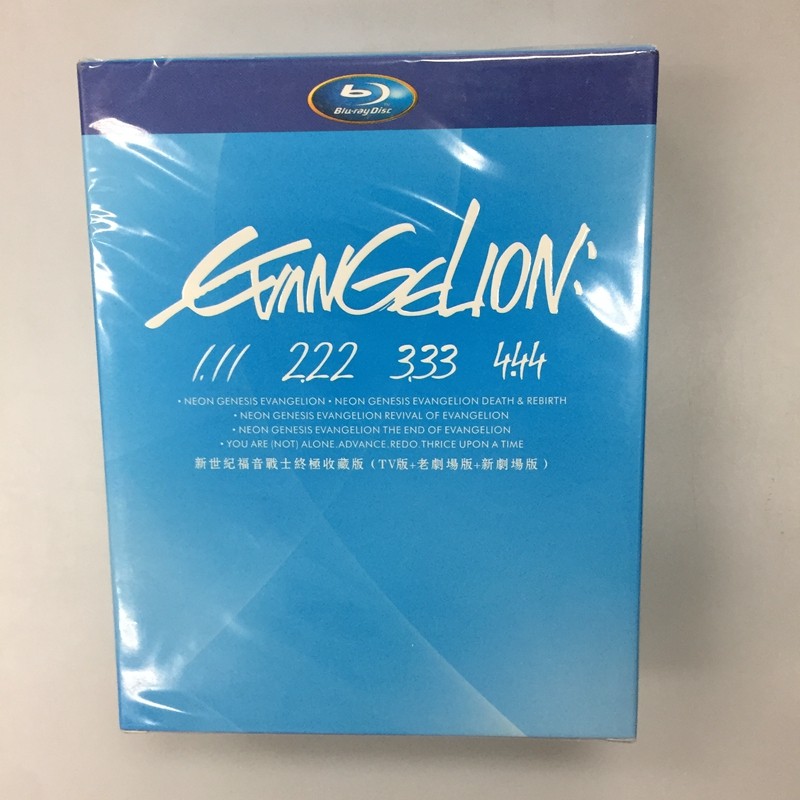 Blu-ray Disc
EVANGELION:
1.11 2.22 3.33 4.44
• NEON GENESIS EVANGELION • NEON GENESIS EVANGELION DEATH & REBIRTH
• NEON GENESIS EVANGELION REVIVAL OF EVANGELION
• NEON GENESIS EVANGELION THE END OF EVANGELION
• YOU ARE (NOT) ALONE.ADVANCE.REDO.THRICE UPON A TIME
新世紀福音戰士終極收藏版(TV版+老劇場版+新劇場版)